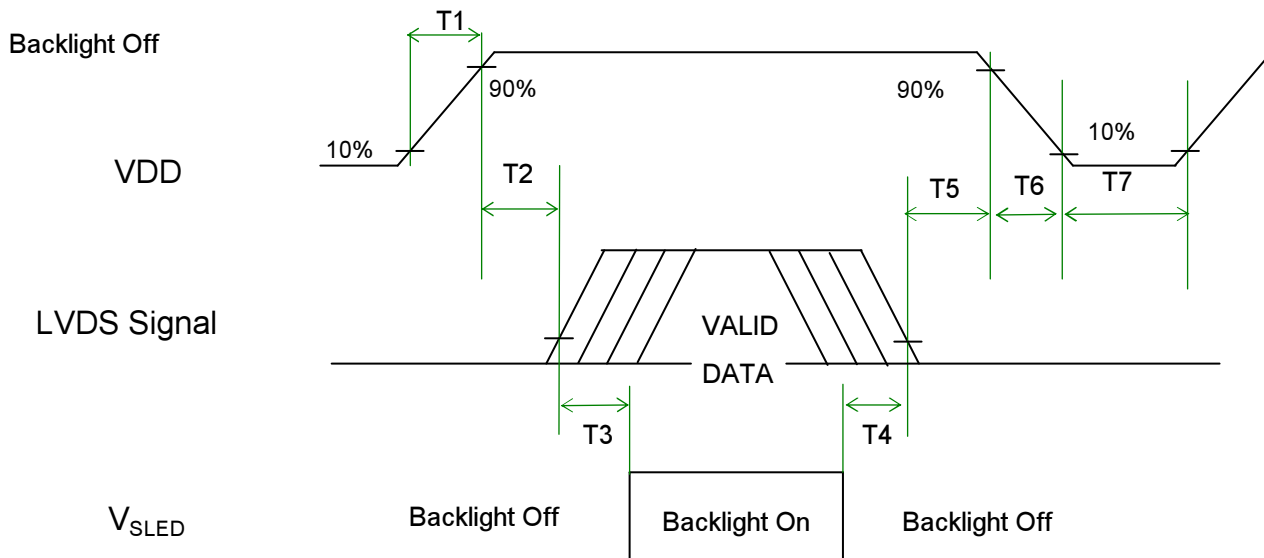 T1
Backlight Off
90%
90%
10%
10%
VDD
T2
T5
T6
T7
LVDS Signal
VALID
DATA
T3
T4
VSLED
Backlight Off
Backlight On
Backlight Off